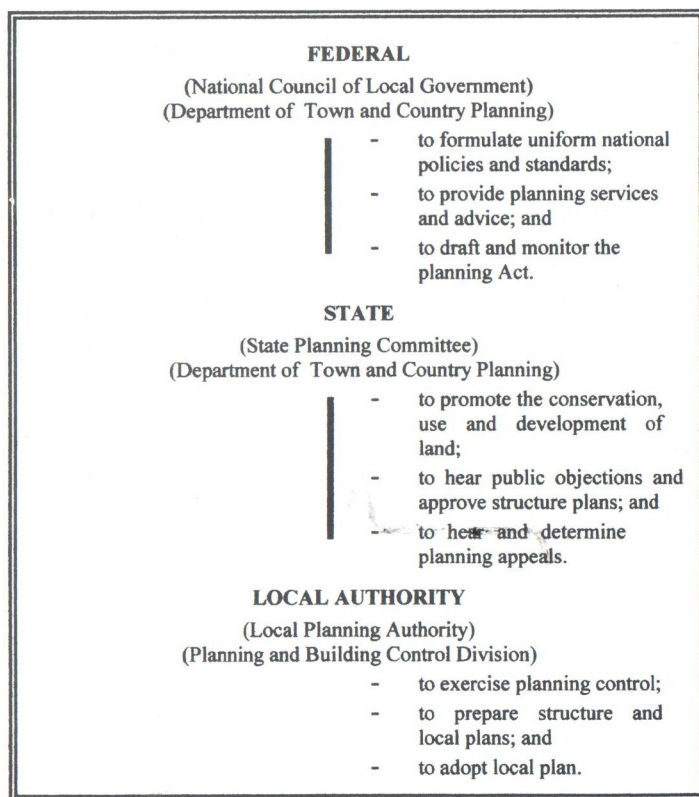 FEDERAL
(National Council of Local Government)
(Department of Town and Country Planning)
- to formulate uniform national
policies and standards;
- to provide planning services
and advice; and
- to draft and monitor the
planning Act.
STATE
(State Planning Committee)
(Department of Town and Country Planning)
- to promote the conservation,
use and development of
land;
- to hear public objections and
approve structure plans; and
- to hear and determine
planning appeals.
LOCAL AUTHORITY
(Local Planning Authority)
(Planning and Building Control Division)
- to exercise planning control;
- to prepare structure and
local plans; and
- to adopt local plan.